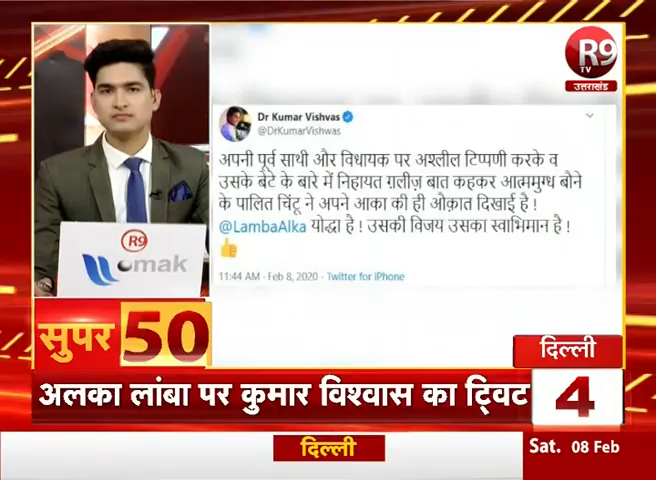 R9
TV
उत्तराखंड
Dr Kumar Vishvas
@DrKumarVishwas
अपनी पूर्व साथी और विधायक पर अश्लील टिप्पणी करके व
उसके बेटे के बारे में निहायत ग़लीज़ बात कहकर आत्ममुग्ध बौने
के पालित चिंटू ने अपने आका की ही औक़ात दिखाई है !
@LambaAlka योद्धा है ! उसकी विजय उसका स्वाभिमान है !
11:44 AM - Feb 8, 2020 - Twitter for iPhone
R9
omak
सुपर 50
दिल्ली
अलका लांबा पर कुमार विश्वास का ट्विट 4
दिल्ली
Sat. 08 Feb